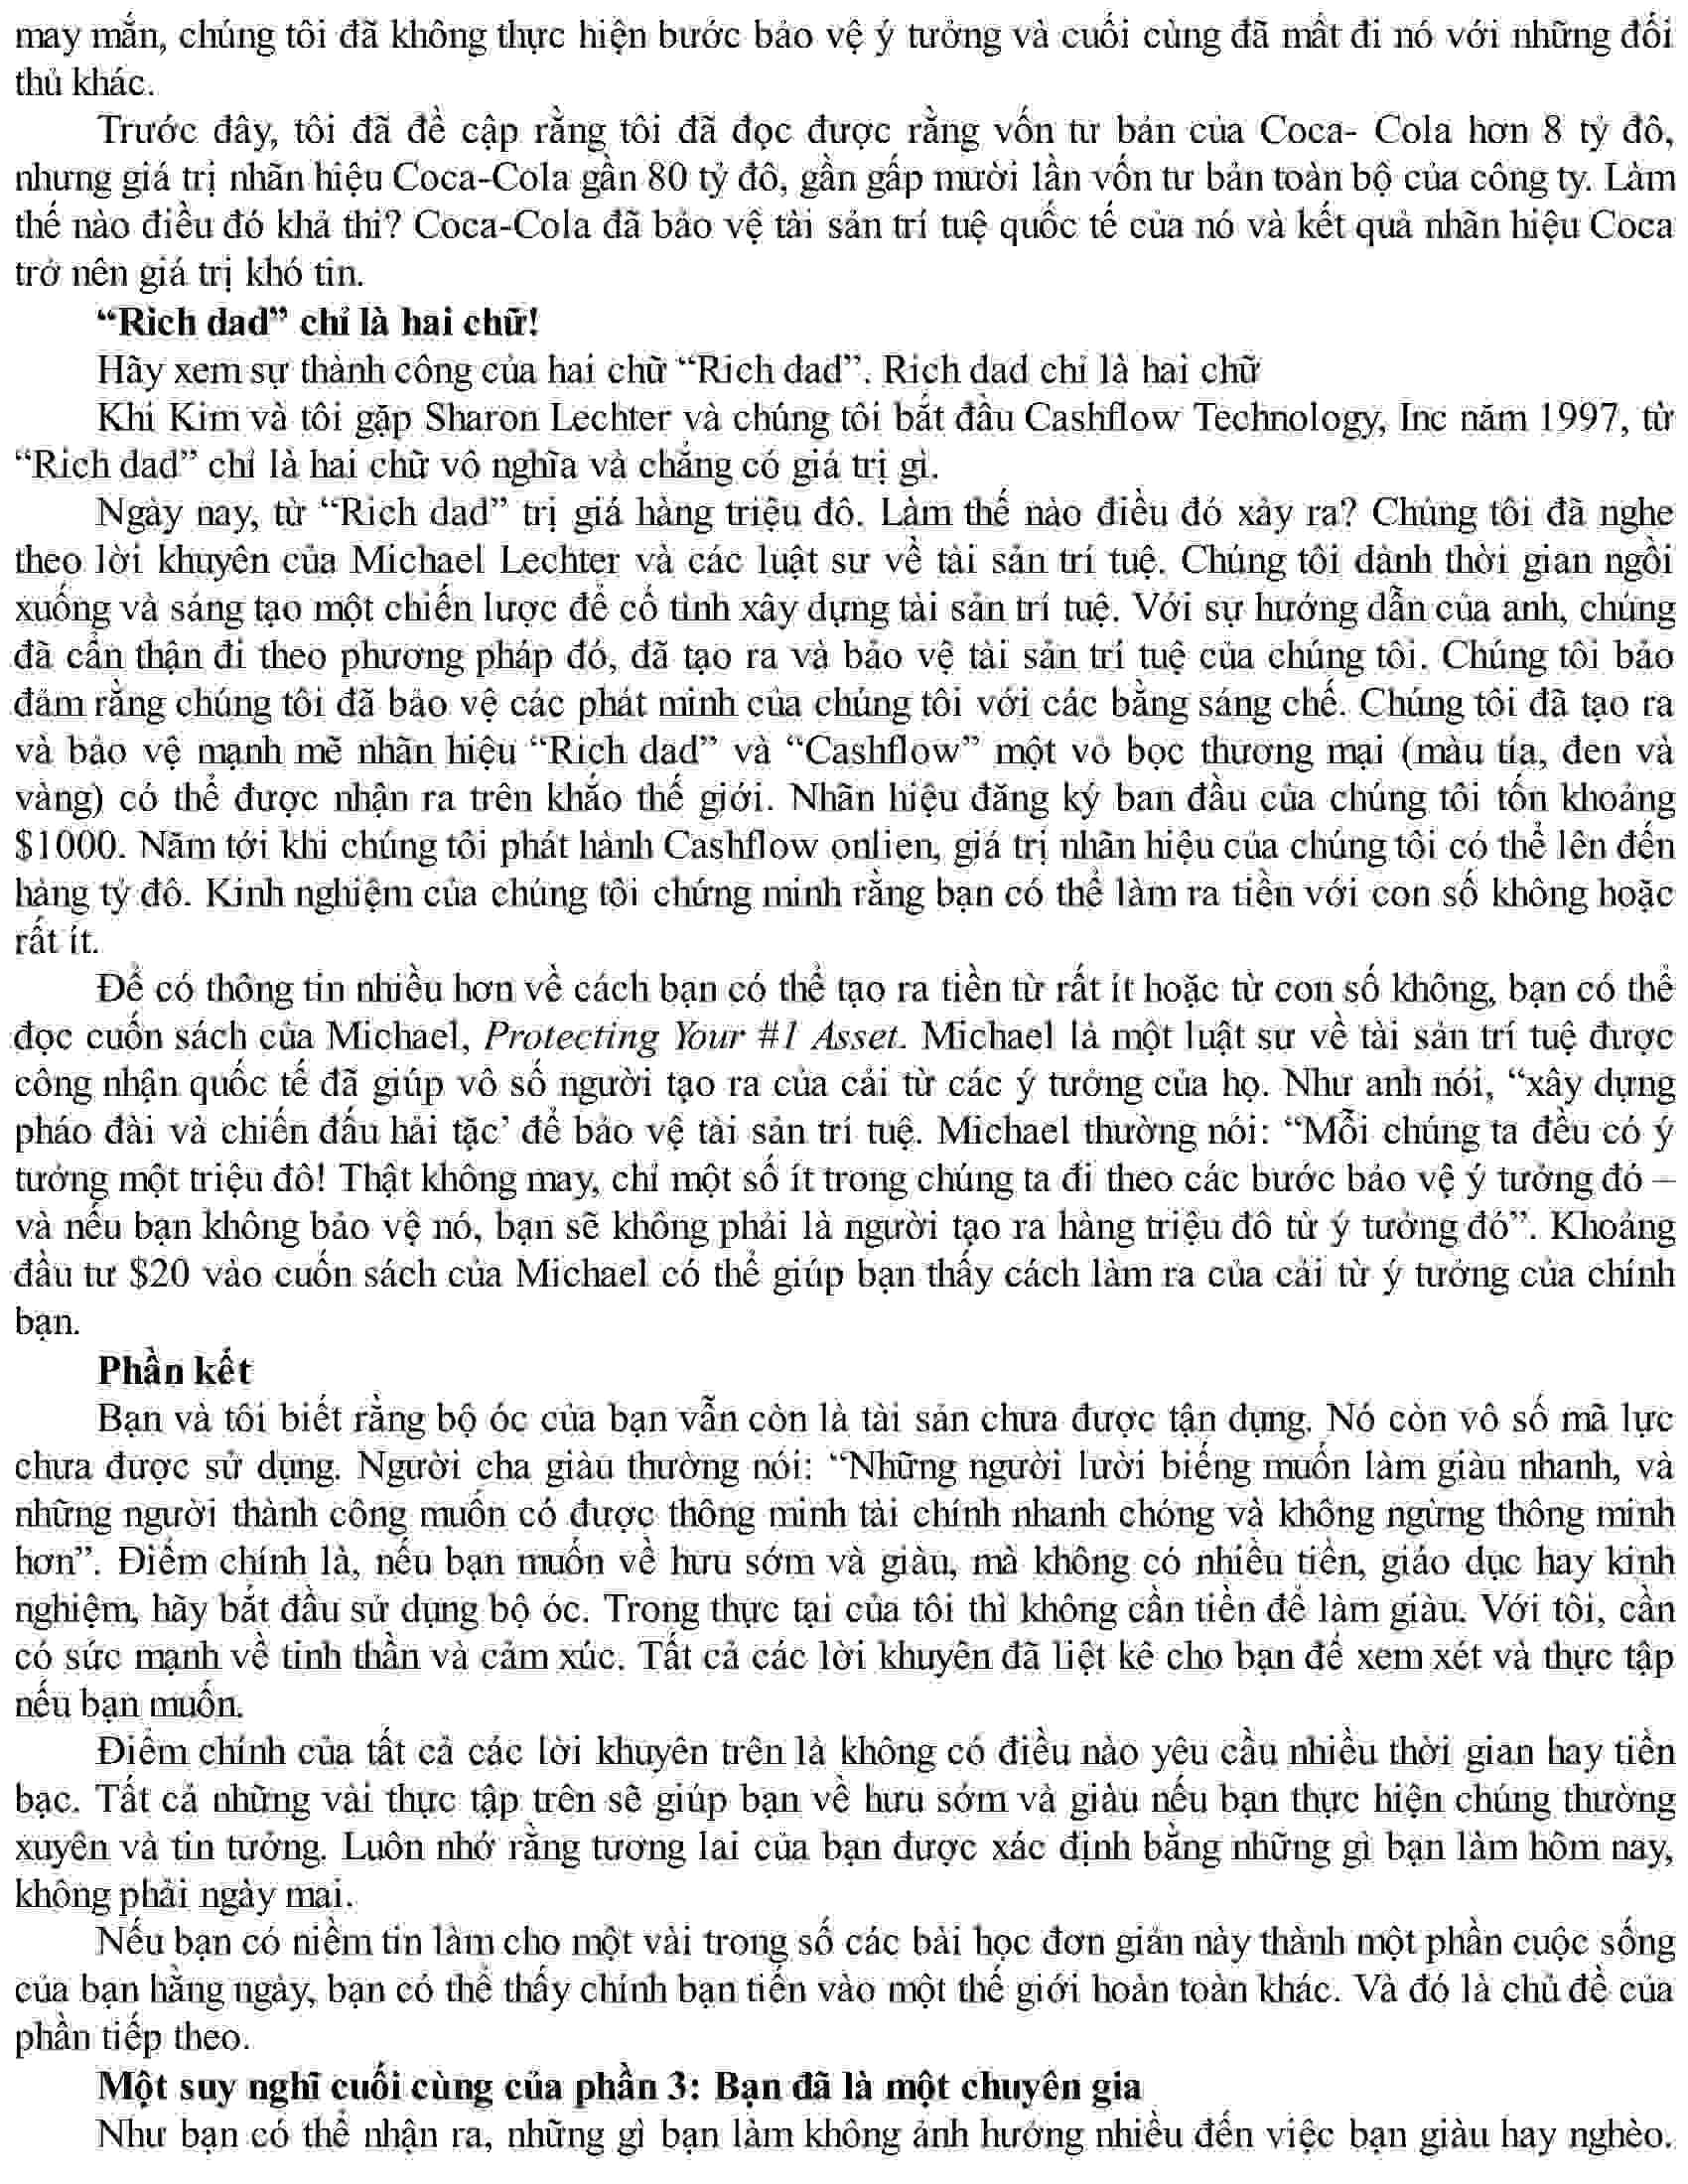 may mắn, chúng tôi đã không thực hiện bước bảo vệ ý tưởng và cuối cùng đã mất đi nó với những đối
thủ khác.
Trước đây, tôi đã đề cập rằng tôi đã đọc được rằng vốn tư bản của Coca- Cola hơn 8 tỷ đô,
nhưng giá trị nhãn hiệu Coca-Cola gần 80 tỷ đô, gần gấp mười lần vốn tư bản toàn bộ của công ty. Làm
thế nào điều đó khả thi? Coca-Cola đã bảo vệ tài sản trí tuệ quốc tế của nó và kết quả nhãn hiệu Coca
trở nên giá trị khó tin.
“Rich dad” chỉ là hai chữ!
Hãy xem sự thành công của hai chữ “Rich dad”. Rich dad chỉ là hai chữ
Khi Kim và tôi gặp Sharon Lechter và chúng tôi bắt đầu Cashflow Technology, Inc năm 1997, từ
“Rich dad” chỉ là hai chữ vô nghĩa và chẳng có giá trị gì.
Ngày nay, từ “Rich dad” trị giá hàng triệu đô. Làm thế nào điều đó xảy ra? Chúng tôi đã nghe
theo lời khuyên của Michael Lechter và các luật sư về tài sản trí tuệ. Chúng tôi dành thời gian ngồi
xuống và sáng tạo một chiến lược để cố tình xây dựng tài sản trí tuệ. Với sự hướng dẫn của anh, chúng
đã cẩn thận đi theo phương pháp đó, đã tạo ra và bảo vệ tài sản trí tuệ của chúng tôi. Chúng tôi bảo
đảm rằng chúng tôi đã bảo vệ các phát minh của chúng tôi với các bằng sáng chế. Chúng tôi đã tạo ra
và bảo vệ mạnh mẽ nhãn hiệu “Rich dad” và “Cashflow” một vỏ bọc thương mại (màu tía, đen và
vàng) có thể được nhận ra trên khắo thế giới. Nhãn hiệu đăng ký ban đầu của chúng tôi tốn khoảng
$1000. Năm tới khi chúng tôi phát hành Cashflow onlien, giá trị nhãn hiệu của chúng tôi có thể lên đến
hàng tỷ đô. Kinh nghiệm của chúng tôi chứng minh rằng bạn có thể làm ra tiền với con số không hoặc
rất ít.
Để có thông tin nhiều hơn về cách bạn có thể tạo ra tiền từ rất ít hoặc từ con số không, bạn có thể
đọc cuốn sách của Michael, Protecting Your #1 Asset. Michael là một luật sư về tài sản trí tuệ được
công nhận quốc tế đã giúp vô số người tạo ra của cải từ các ý tưởng của họ. Như anh nói, “xây dựng
pháo đài và chiến đấu hải tặc’ để bảo vệ tài sản trí tuệ. Michael thường nói: “Mỗi chúng ta đều có ý
tưởng một triệu đô! Thật không may, chỉ một số ít trong chúng ta đi theo các bước bảo vệ ý tưởng đó –
và nếu bạn không bảo vệ nó, bạn sẽ không phải là người tạo ra hàng triệu đô từ ý tưởng đó”. Khoảng
đầu tư $20 vào cuốn sách của Michael có thể giúp bạn thấy cách làm ra của cải từ ý tưởng của chính
bạn.
Phần kết
Bạn và tôi biết rằng bộ óc của bạn vẫn còn là tài sản chưa được tận dụng. Nó còn vô số mã lực
chưa được sử dụng. Người cha giàu thường nói: “Những người lười biếng muốn làm giàu nhanh, và
những người thành công muốn có được thông minh tài chính nhanh chóng và không ngừng thông minh
hơn”. Điểm chính là, nếu bạn muốn về hưu sớm và giàu, mà không có nhiều tiền, giáo dục hay kinh
nghiệm, hãy bắt đầu sử dụng bộ óc. Trong thực tại của tôi thì không cần tiền để làm giàu. Với tôi, cần
có sức mạnh về tinh thần và cảm xúc. Tất cả các lời khuyên đã liệt kê cho bạn để xem xét và thực tập
nếu bạn muốn.
Điểm chính của tất cả các lời khuyên trên là không có điều nào yêu cầu nhiều thời gian hay tiền
bạc. Tất cả những vài thực tập trên sẽ giúp bạn về hưu sớm và giàu nếu bạn thực hiện chúng thường
xuyên và tin tưởng. Luôn nhớ rằng tương lai của bạn được xác định bằng những gì bạn làm hôm nay,
không phải ngày mai.
Nếu bạn có niềm tin làm cho một vài trong số các bài học đơn giản này thành một phần cuộc sống
của bạn hằng ngày, bạn có thể thấy chính bạn tiến vào một thế giới hoàn toàn khác. Và đó là chủ đề của
phần tiếp theo.
Một suy nghĩ cuối cùng của phần 3: Bạn đã là một chuyên gia
Như bạn có thể nhận ra, những gì bạn làm không ảnh hưởng nhiều đến việc bạn giàu hay nghèo.